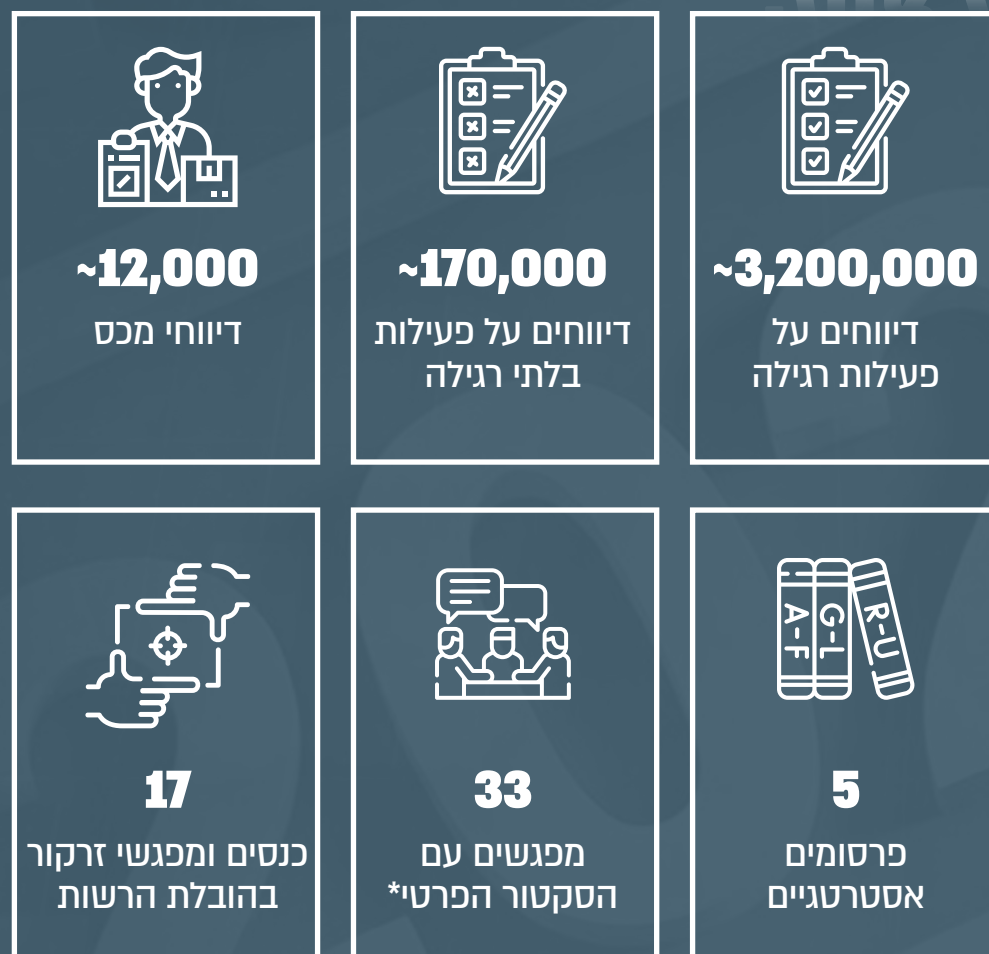 ~3,200,000
דיווחים על
פעילות רגילה
~170,000
דיווחים על פעילות
בלתי רגילה
~12,000
דיווחי מכס
R-U
G-L
A-F
5
פרסומים
אסטרטגיים
33
מפגשים עם
הסקטור הפרטי*
17
כנסים ומפגשי זרקור
בהובלת הרשות